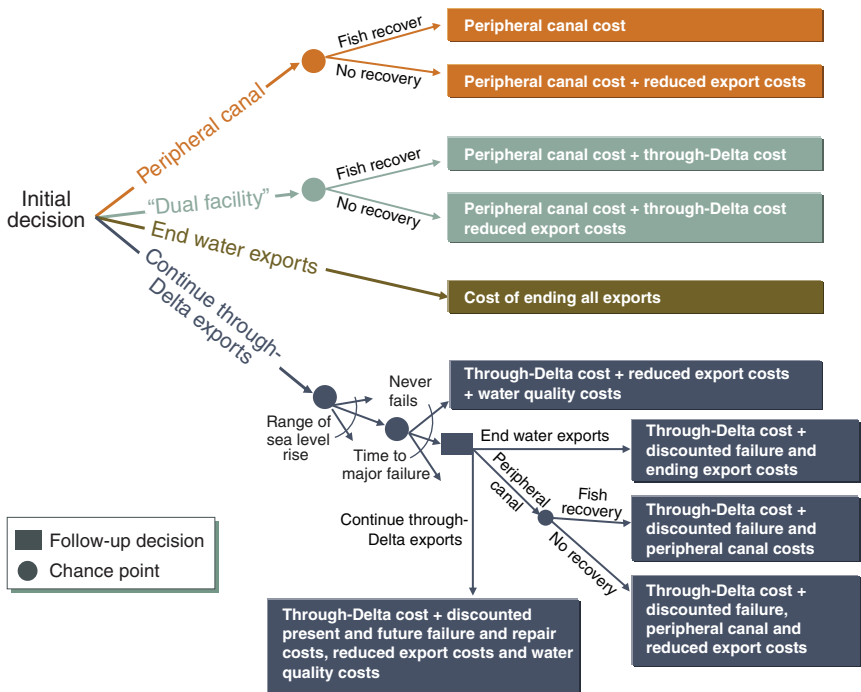 Initial
decision
Peripheral canal
Fish recover
No recovery
Peripheral canal cost
Peripheral canal cost + reduced export costs
“Dual facility”
Fish recover
No recovery
Peripheral canal cost + through-Delta cost
Peripheral canal cost + through-Delta cost
reduced export costs
End water exports
Cost of ending all exports
Continue through-
Delta exports
Range of
sea level
rise
Never
fails
Time to
major failure
Through-Delta cost + reduced export costs
+ water quality costs
End water exports
Through-Delta cost +
discounted failure and
ending export costs
Peripheral
canal
Fish
recovery
Through-Delta cost +
discounted failure and
peripheral canal costs
No recovery
Through-Delta cost +
discounted failure,
peripheral canal and
reduced export costs
Continue through-
Delta exports
Through-Delta cost + discounted
present and future failure and repair
costs, reduced export costs and water
quality costs
Follow-up decision
Chance point